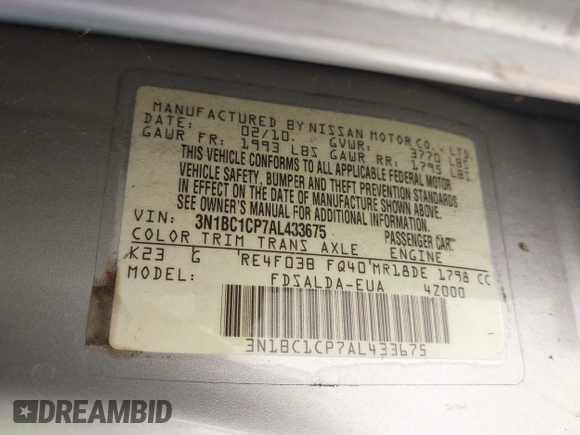 MANUFACTURED BY NISSAN MOTOR CO., LTD.
DATE: 02/10. GVWR: 3770 LBS
GAWR FR: 1993 LBS GAWR RR: 1795 LBS
THIS VEHICLE CONFORMS TO ALL APPLICABLE FEDERAL MOTOR
VEHICLE SAFETY, BUMPER AND THEFT PREVENTION STANDARDS
IN EFFECT ON THE DATE OF MANUFACTURE SHOWN ABOVE.
SEE OWNER'S MANUAL FOR ADDITIONAL INFORMATION.
VIN: 3N1BC1CP7AL433675 PASSENGER CAR
COLOR TRIM TRANS AXLE ENGINE
K23 G RE4F03B FQ40 MR18DE 1798 CC
MODEL: FDSALDA-EUA 4Z000
3N1BC1CP7AL433675
DREAMBID